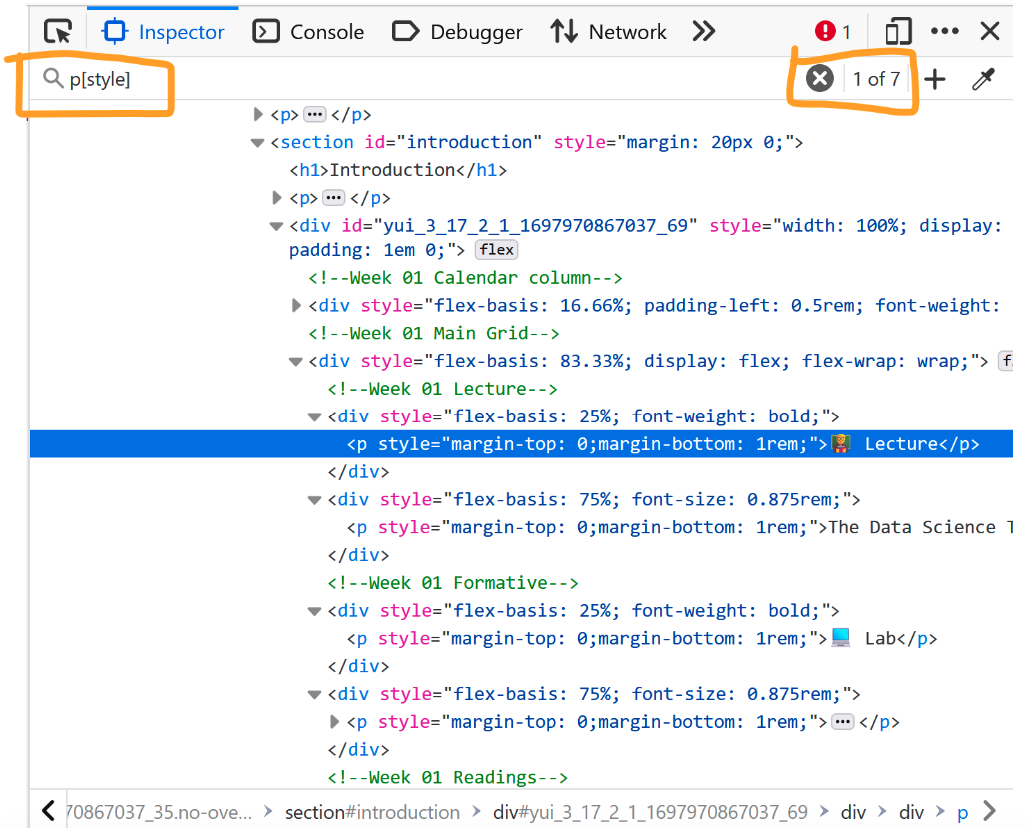 Inspector Console Debugger Network 1
p[style] 1 of 7
<p> ••• </p>
<section id="introduction" style="margin: 20px 0;">
<h1>Introduction</h1>
<p> ••• </p>
<div id="yui_3_17_2_1_1697970867037_69" style="width: 100%; display:
padding: 1em 0;"> flex
<!--Week 01 Calendar column-->
<div style="flex-basis: 16.66%; padding-left: 0.5rem; font-weight:
<!--Week 01 Main Grid-->
<div style="flex-basis: 83.33%; display: flex; flex-wrap: wrap;">
<!--Week 01 Lecture-->
<div style="flex-basis: 25%; font-weight: bold;">
<p style="margin-top: 0;margin-bottom: 1rem;">👩‍🏫 Lecture</p>
</div>
<div style="flex-basis: 75%; font-size: 0.875rem;">
<p style="margin-top: 0;margin-bottom: 1rem;">The Data Science
</div>
<!--Week 01 Formative-->
<div style="flex-basis: 25%; font-weight: bold;">
<p style="margin-top: 0;margin-bottom: 1rem;">💻 Lab</p>
</div>
<div style="flex-basis: 75%; font-size: 0.875rem;">
<p style="margin-top: 0;margin-bottom: 1rem;"> ••• </p>
</div>
<!--Week 01 Readings-->
70867037_35.no-ove... section#introduction div#yui_3_17_2_1_1697970867037_69 div div p